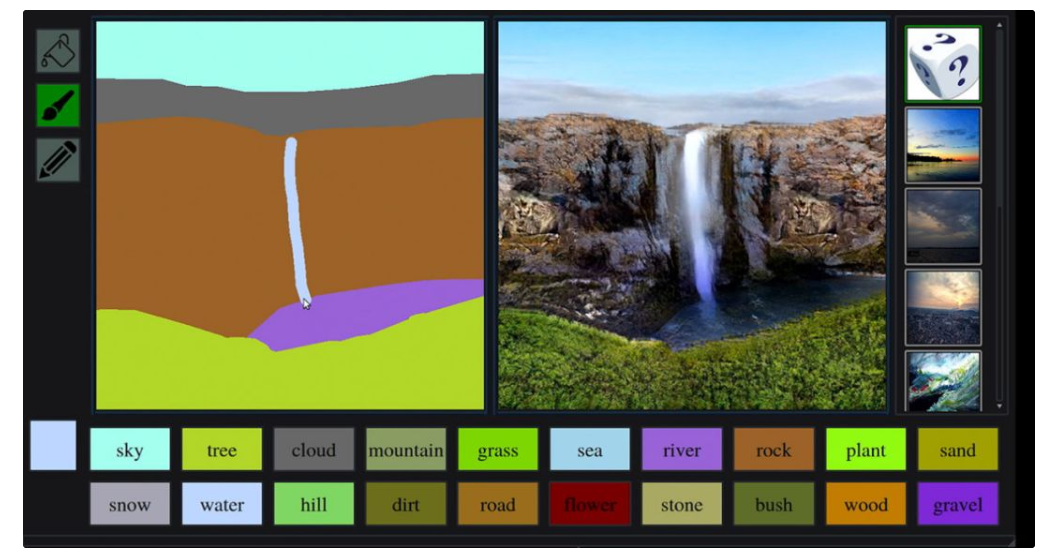 ? ? ?
sky tree cloud mountain grass sea river rock plant sand
snow water hill dirt road flower stone bush wood gravel